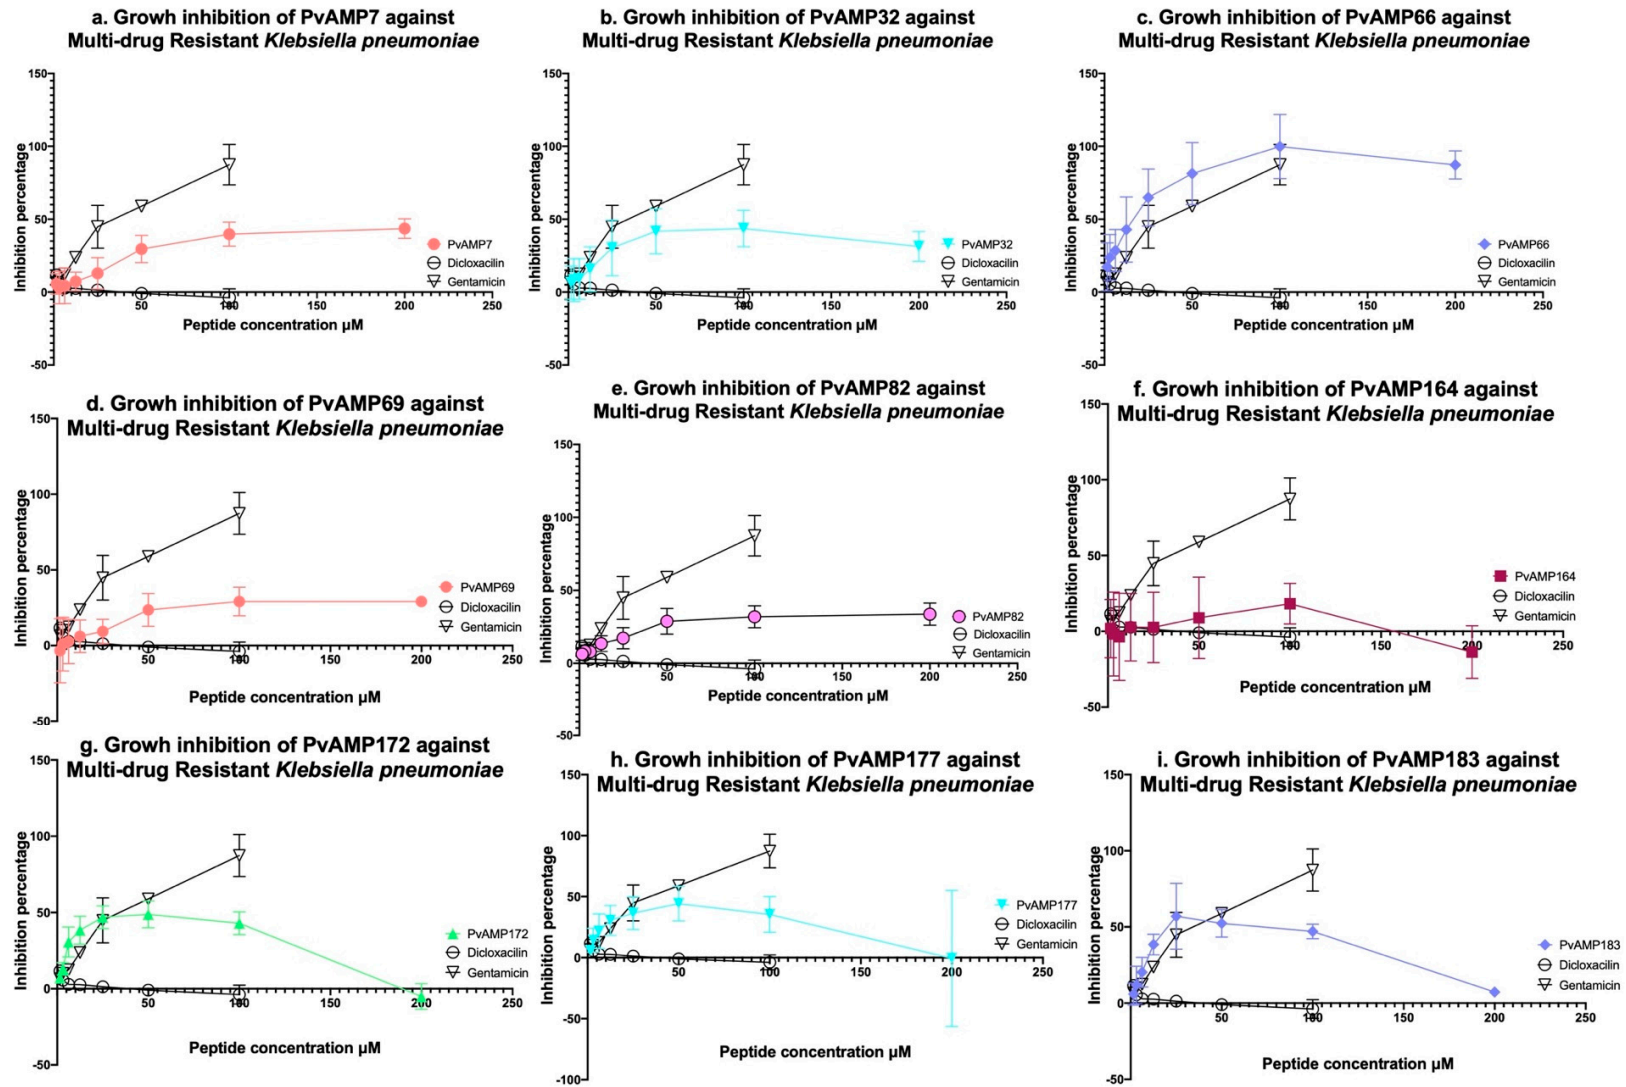 a. Growh inhibition of PvAMP7 against
Multi-drug Resistant Klebsiella pneumoniae
150
100
50
0
-50
Inhibition percentage
50
100
150
200
250
Peptide concentration µM
PvAMP7
Dicloxacilin
Gentamicin
b. Growh inhibition of PvAMP32 against
Multi-drug Resistant Klebsiella pneumoniae
150
100
50
0
-50
Inhibition percentage
50
100
150
200
250
Peptide concentration µM
PvAMP32
Dicloxacilin
Gentamicin
c. Growh inhibition of PvAMP66 against
Multi-drug Resistant Klebsiella pneumoniae
150
100
50
0
-50
Inhibition percentage
50
100
150
200
250
Peptide concentration µM
PvAMP66
Dicloxacilin
Gentamicin
d. Growh inhibition of PvAMP69 against
Multi-drug Resistant Klebsiella pneumoniae
150
100
50
0
-50
Inhibition percentage
50
100
150
200
250
Peptide concentration µM
PvAMP69
Dicloxacilin
Gentamicin
e. Growh inhibition of PvAMP82 against
Multi-drug Resistant Klebsiella pneumoniae
150
100
50
0
-50
Inhibition percentage
50
100
150
200
250
Peptide concentration µM
PvAMP82
Dicloxacilin
Gentamicin
f. Growh inhibition of PvAMP164 against
Multi-drug Resistant Klebsiella pneumoniae
150
100
50
0
-50
Inhibition percentage
50
100
150
200
250
Peptide concentration µM
PvAMP164
Dicloxacilin
Gentamicin
g. Growh inhibition of PvAMP172 against
Multi-drug Resistant Klebsiella pneumoniae
150
100
50
0
-50
Inhibition percentage
50
100
150
200
250
Peptide concentration µM
PvAMP172
Dicloxacilin
Gentamicin
h. Growh inhibition of PvAMP177 against
Multi-drug Resistant Klebsiella pneumoniae
150
100
50
0
-50
-100
Inhibition percentage
50
100
150
200
250
Peptide concentration µM
PvAMP177
Dicloxacilin
Gentamicin
i. Growh inhibition of PvAMP183 against
Multi-drug Resistant Klebsiella pneumoniae
150
100
50
0
-50
Inhibition percentage
50
100
150
200
250
Peptide concentration µM
PvAMP183
Dicloxacilin
Gentamicin